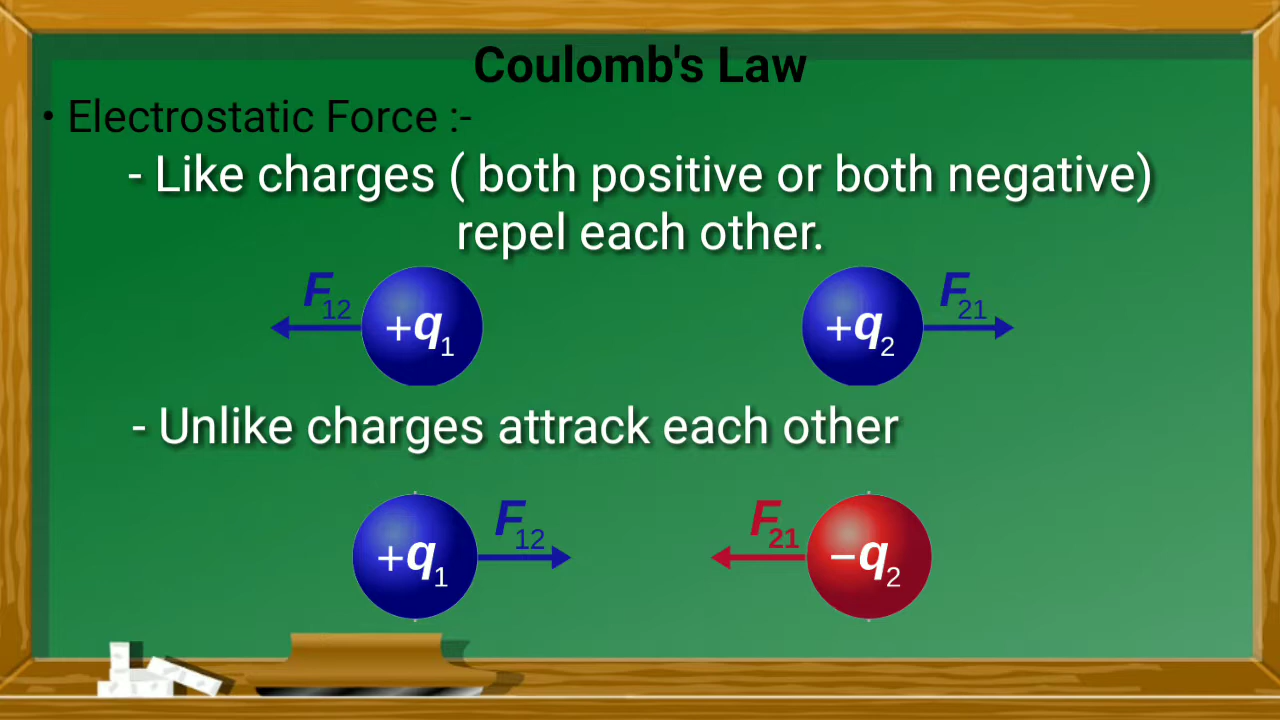 Coulomb's Law
• Electrostatic Force :-
- Like charges ( both positive or both negative)
repel each other.
F12 +q1 +q2 F21
- Unlike charges attrack each other
+q1 F12 F21 −q2